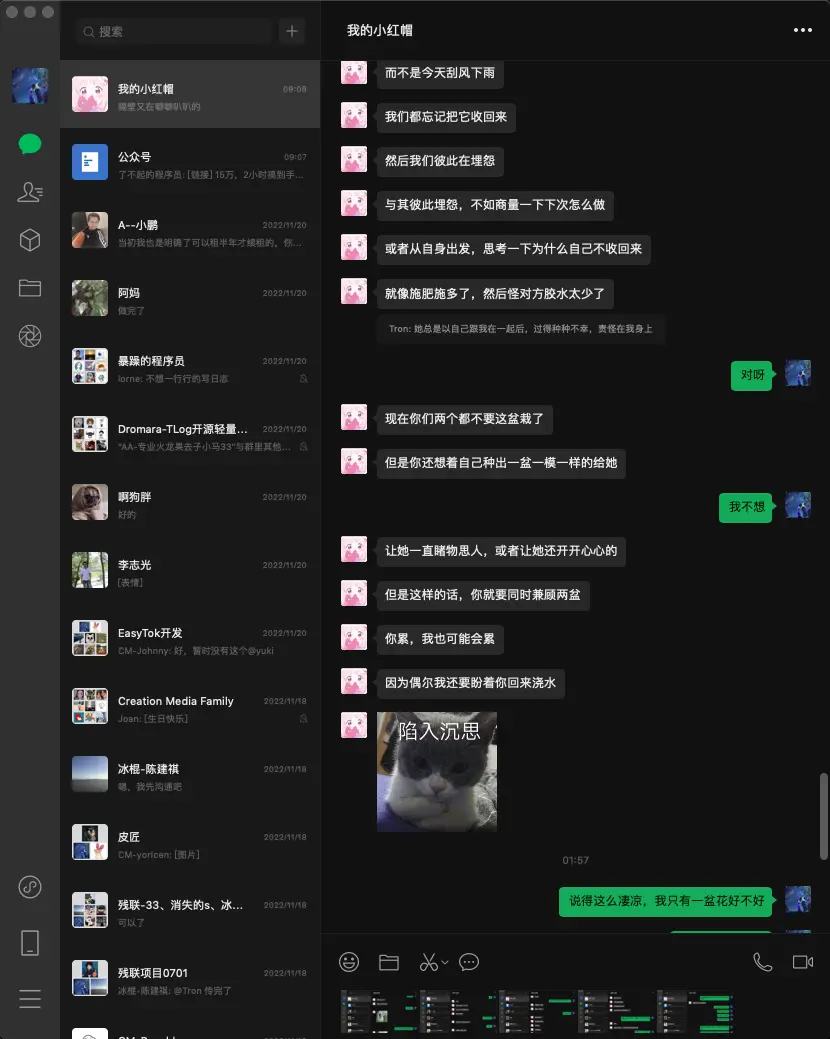 搜索
我的小红帽
09:08
隔壁又在噼噼叭叭的
公众号
09:07
了不起的程序员: [链接] 15万，2小时搞到手...
A--小鹏
2022/11/20
当初我也是明确了可以租半年才续租的，你...
阿妈
2022/11/20
做完了
暴躁的程序员
2022/11/20
lorne: 不想一行行的写日志
Dromara-TLog开源轻量...
2022/11/20
"AA-专业火龙果去子小马33"与群里其他...
啊狗胖
2022/11/20
好的
李志光
2022/11/20
[表情]
EasyTok开发
2022/11/20
CM-Johnny: 好，暂时没有这个@yuki
Creation Media Family
2022/11/18
Joan: [生日快乐]
冰棍-陈建祺
2022/11/18
嗯，我先沟通吧
皮匠
2022/11/18
CM-yoricen: [图片]
残联-33、消失的s、冰...
2022/11/18
可以了
残联项目0701
2022/11/18
冰棍-陈建祺: @Tron 传完了
我的小红帽
而不是今天刮风下雨
我们都忘记把它收回来
然后我们彼此在埋怨
与其彼此埋怨，不如商量一下下次怎么做
或者从自身出发，思考一下为什么自己不收回来
就像施肥施多了，然后怪对方胶水太少了
Tron: 她总是以自己跟我在一起后，过得种种不幸，责怪在我身上
对呀
现在你们两个都不要这盆栽了
但是你还想着自己种出一盆一模一样的给她
我不想
让她一直睹物思人，或者让她还开开心心的
但是这样的话，你就要同时兼顾两盆
你累，我也可能会累
因为偶尔我还要盼着你回来浇水
陷入沉思
01:57
说得这么凄凉，我只有一盆花好不好